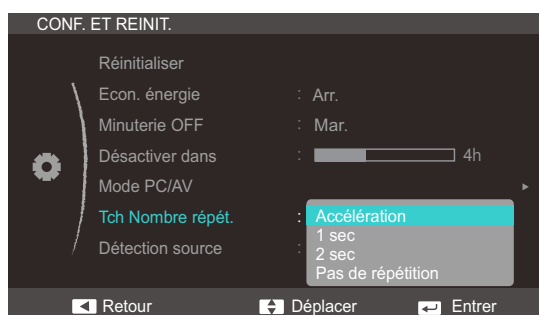 CONF. ET REINIT.
Réinitialiser
Econ. énergie : Arr.
Minuterie OFF : Mar.
Désactiver dans : 4h
Mode PC/AV
Tch Nombre répét. : Accélération
1 sec
Détection source :
2 sec
Pas de répétition
Retour Déplacer Entrer